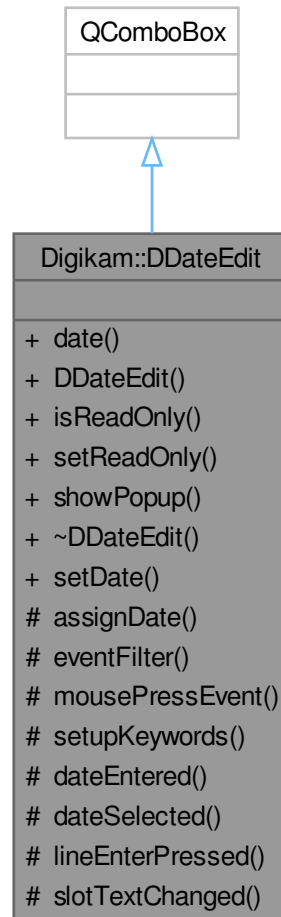 QComboBox
Digikam::DDateEdit
+ date()
+ DDateEdit()
+ isReadOnly()
+ setReadOnly()
+ showPopup()
+ ~DDateEdit()
+ setDate()
# assignDate()
# eventFilter()
# mousePressEvent()
# setupKeywords()
# dateEntered()
# dateSelected()
# lineEnterPressed()
# slotTextChanged()